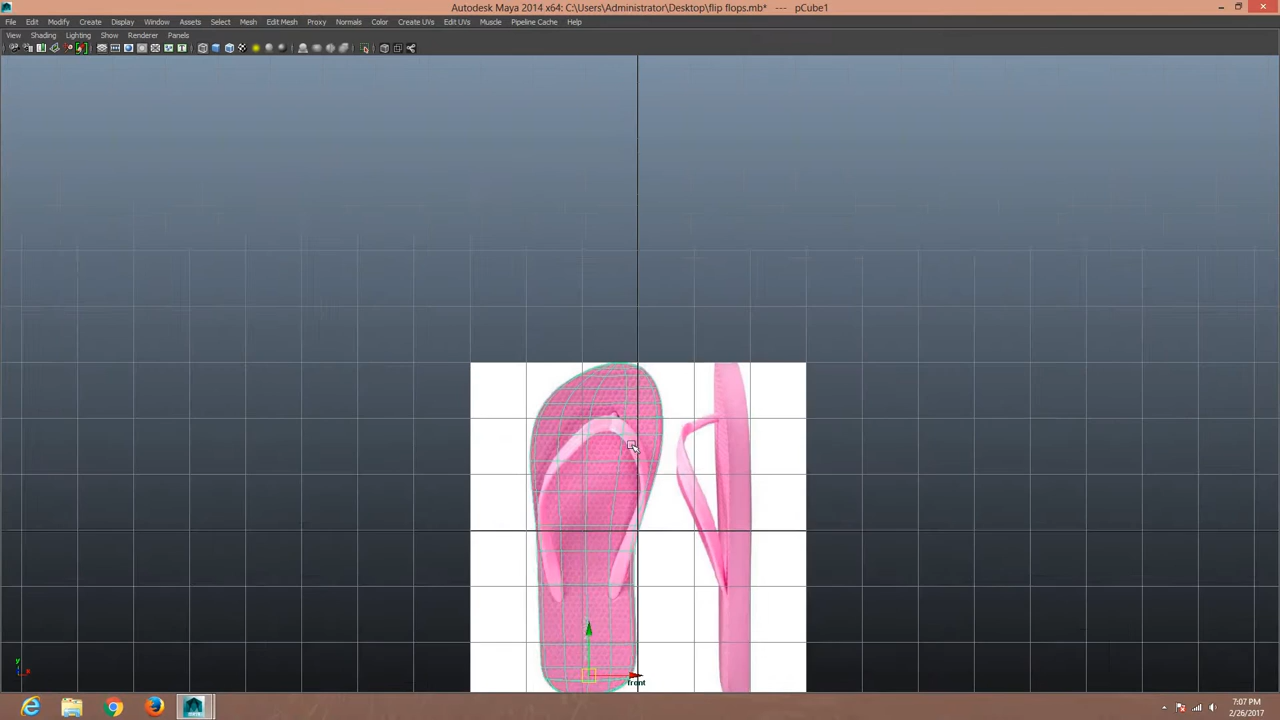 Autodesk Maya 2014 x64: C:\Users\Administrator\Desktop\flip flops.mb* --- pCube1
File Edit Modify Create Display Window Assets Select Mesh Edit Mesh Proxy Normals Color Create UVs Edit UVs Muscle Pipeline Cache Help
View Shading Lighting Show Renderer Panels
y
x
front
7:07 PM
2/26/2017